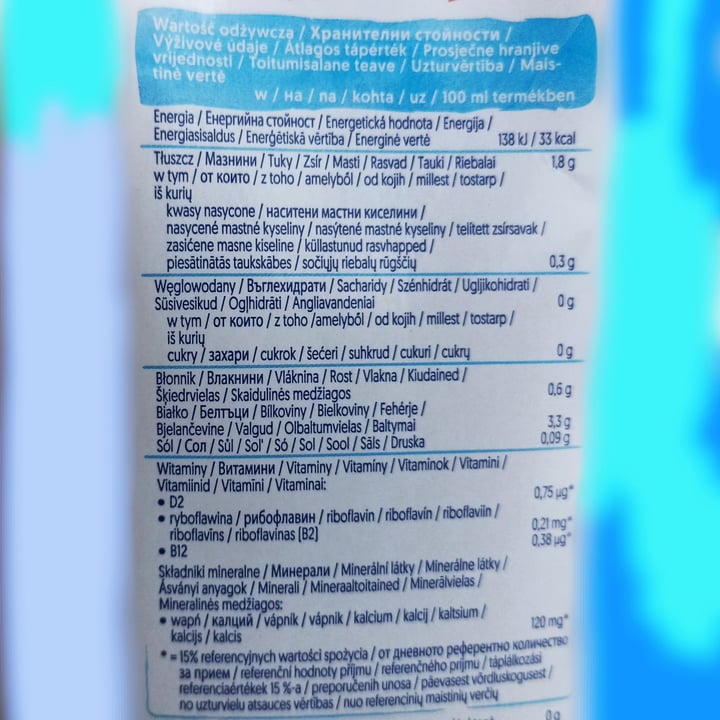 Wartość odżywcza / Хранителни стойности /
Výživové údaje / Átlagos tápérték / Prosječne hranjive
vrijednosti / Toitumisalane teave / Uzturvērtība / Mais-
tinė vertė
w / на / na / kohta / uz / 100 ml termékben
Energia / Енергийна стойност / Energetická hodnota / Energija /
Energiasisaldus / Enerģētiskā vērtība / Energinė vertė 138 kJ / 33 kcal
Tłuszcz / Мазнини / Tuky / Zsír / Masti / Rasvad / Tauki / Riebalai 1,8 g
w tym / от които / z toho / amelyből / od kojih / millest / tostarp /
iš kurių
kwasy nasycone / наситени мастни киселини /
nasycené mastné kyseliny / nasýtené mastné kyseliny / telített zsírsavak /
zasićene masne kiseline / küllastunud rasvhapped /
piesātinātās taukskābes / sočiųjų riebalų rūgščių 0,3 g
Węglowodany / Въглехидрати / Sacharidy / Szénhidrát / Ugljikohidrati /
Süsivesikud / Ogļhidrāti / Angliavandeniai 0 g
w tym / от които / z toho /amelyből / od kojih / millest / tostarp /
iš kurių
cukry / захари / cukrok / šećeri / suhkrud / cukuri / cukrų 0 g
Błonnik / Влакнини / Vláknina / Rost / Vlakna / Kiudained /
Šķiedrvielas / Skaidulinės medžiagos 0,6 g
Białko / Белтъци / Bílkoviny / Bielkoviny / Fehérje /
Bjelančevine / Valgud / Olbaltumvielas / Baltymai 3,3 g
Sól / Сол / Sůl / Soľ / Só / Sol / Sool / Sāls / Druska 0,09 g
Witaminy / Витамини / Vitaminy / Vitamíny / Vitaminok / Vitamini /
Vitamiinid / Vitamīni / Vitaminai:
• D2 0,75 µg*
• ryboflawina / рибофлавин / riboflavin / riboflavín / riboflaviin /
riboflavīns / riboflavinas (B2) 0,21 mg*
• B12 0,38 µg*
Składniki mineralne / Минерали / Minerální látky / Minerálne látky /
Ásványi anyagok / Minerali / Mineraaltoitained / Minerālvielas /
Mineralinės medžiagos:
• wapń / калций / vápník / vápnik / kalcium / kalcij / kaltsium /
kalcijs / kalcis 120 mg*
* = 15% referencyjnych wartości spożycia / от дневното референтно количество
за прием / referenční hodnoty příjmu / referenčného príjmu / táplálkozási
referenciaértékek 15 %-a / preporučenih unosa / päevasest võrdluskogusest /
no uzturvielu atsauces vērtības / nuo referencinių maistinių verčių
0 g